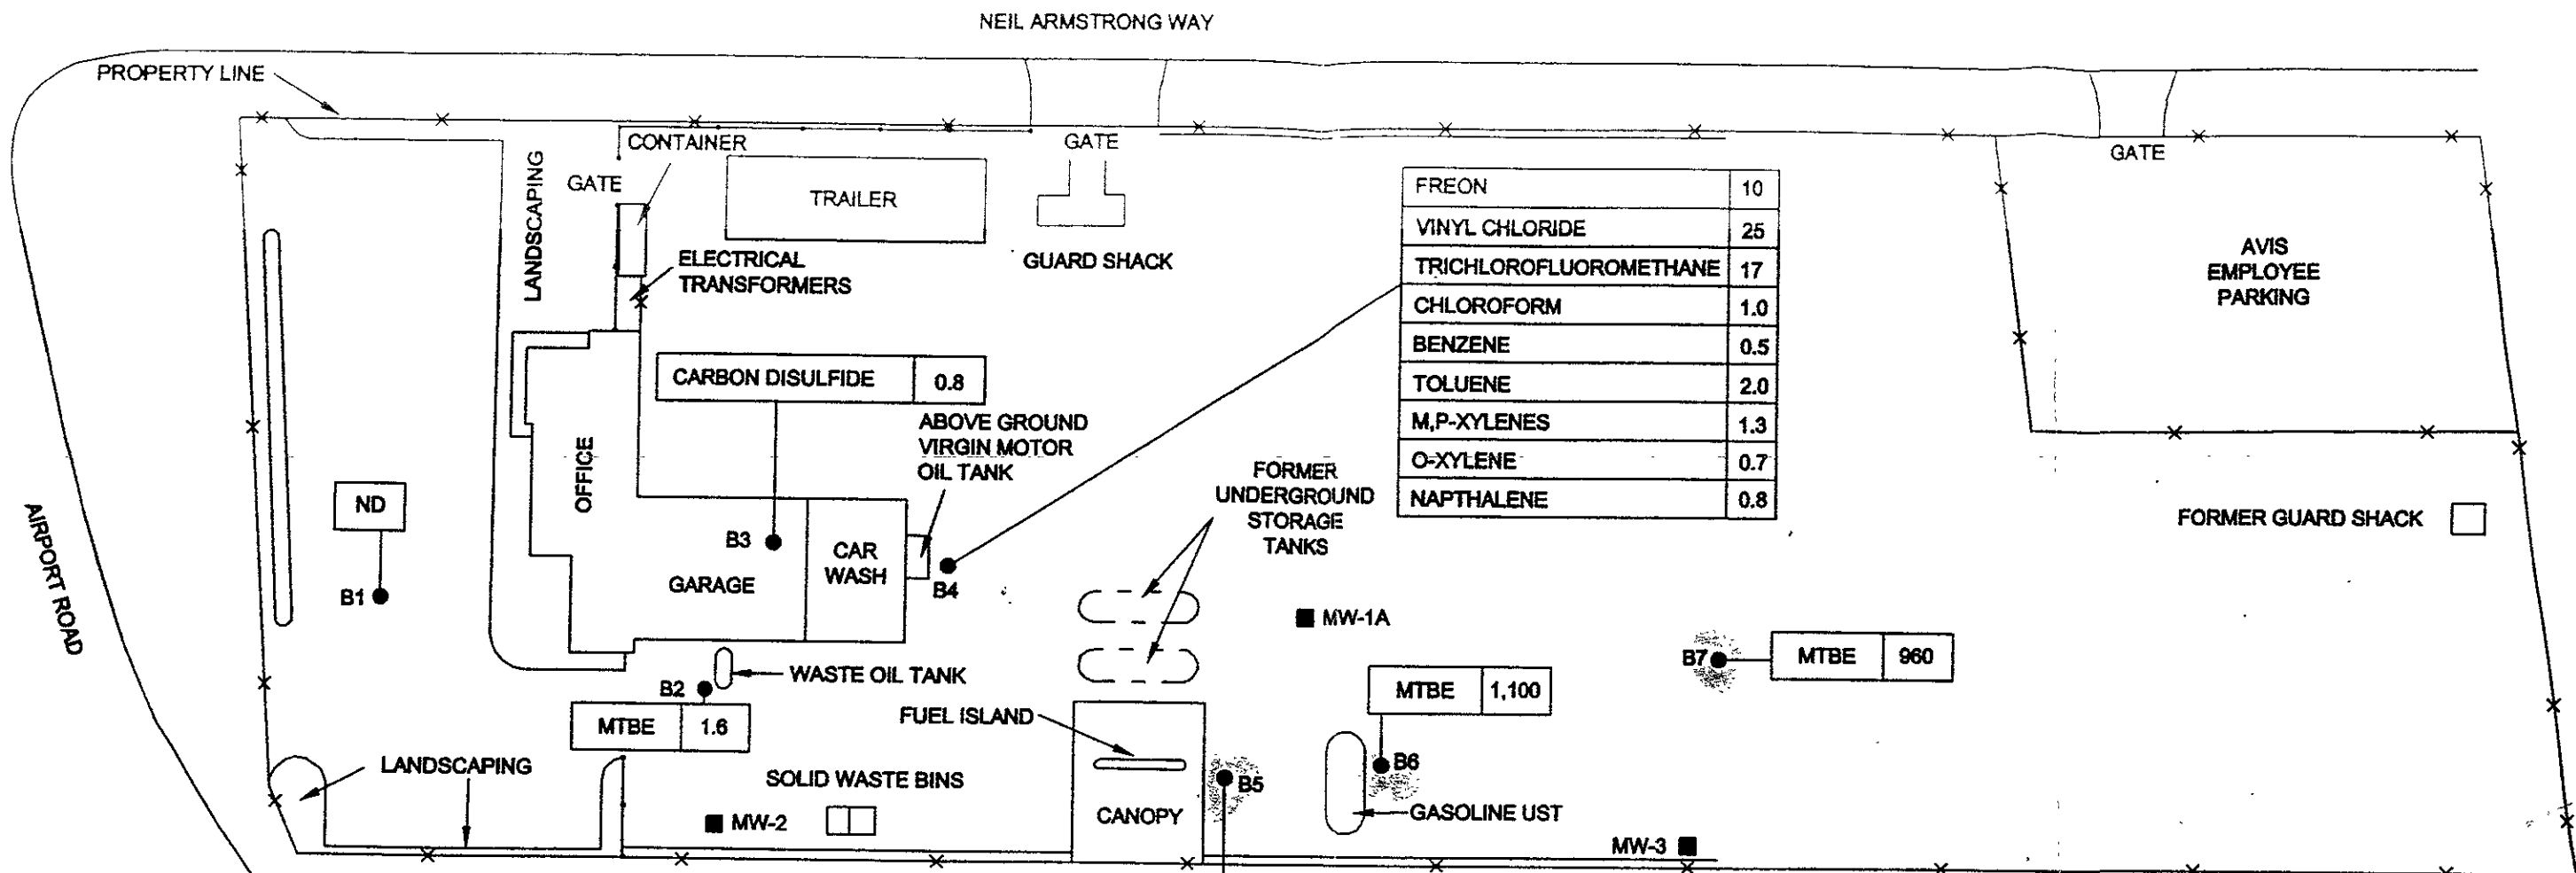 NEIL ARMSTRONG WAY
PROPERTY LINE
CONTAINER
GATE
GATE
GATE
LANDSCAPING
TRAILER
GUARD SHACK
ELECTRICAL
TRANSFORMERS
FREON 10
VINYL CHLORIDE 25
TRICHLOROFLUOROMETHANE 17
CHLOROFORM 1.0
BENZENE 0.5
TOLUENE 2.0
M,P-XYLENES 1.3
O-XYLENE 0.7
NAPTHALENE 0.8
AVIS
EMPLOYEE
PARKING
CARBON DISULFIDE 0.8
ABOVE GROUND
VIRGIN MOTOR
OIL TANK
OFFICE
ND
B1
AIRPORT ROAD
B3
GARAGE
CAR
WASH
B4
FORMER
UNDERGROUND
STORAGE
TANKS
FORMER GUARD SHACK
MW-1A
B7
MTBE 960
B2
WASTE OIL TANK
MTBE 1.6
MTBE 1,100
FUEL ISLAND
LANDSCAPING
SOLID WASTE BINS
B5
B6
MW-2
CANOPY
GASOLINE UST
MW-3